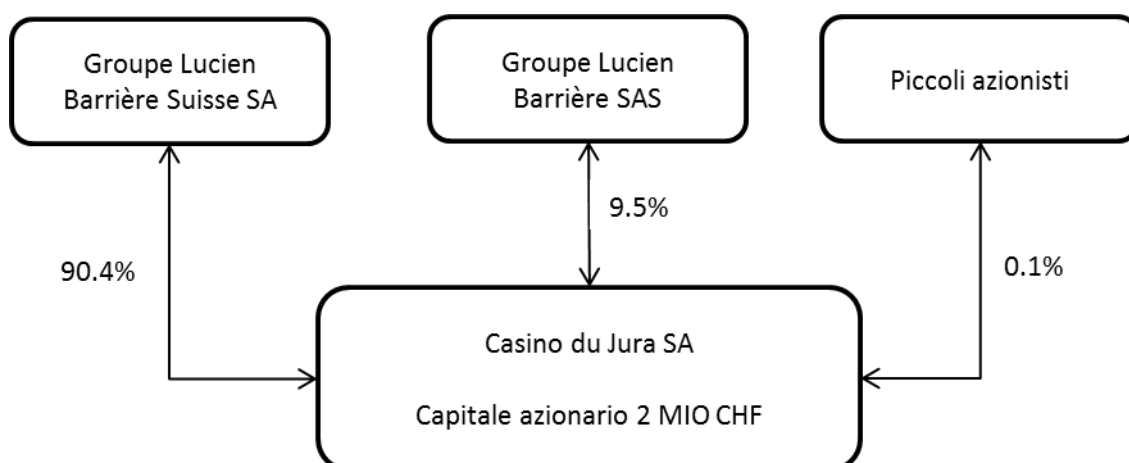 Groupe Lucien
Barrière Suisse SA
Groupe Lucien
Barrière SAS
Piccoli azionisti
90.4%
9.5%
0.1%
Casino du Jura SA
Capitale azionario 2 MIO CHF